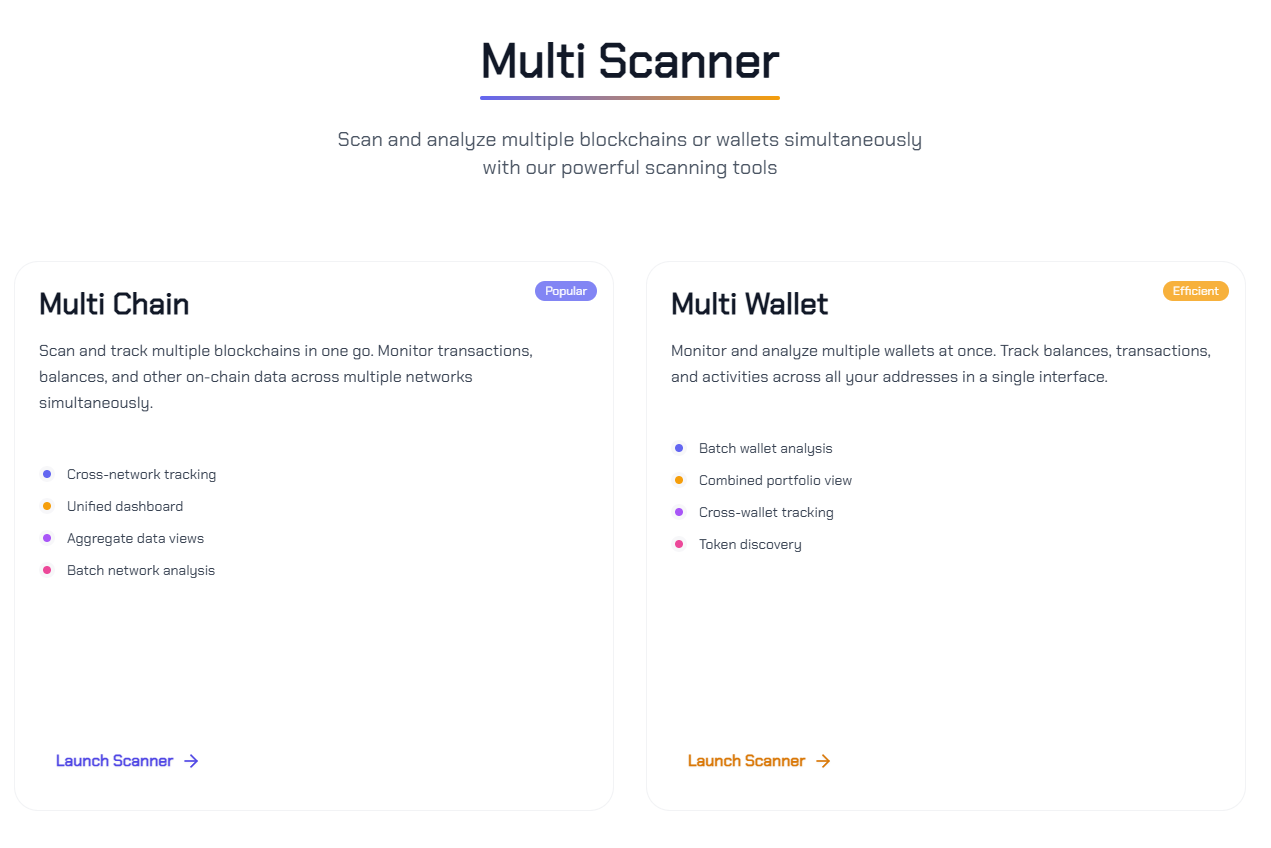 Multi Scanner
Scan and analyze multiple blockchains or wallets simultaneously
with our powerful scanning tools
Multi Chain
Popular
Scan and track multiple blockchains in one go. Monitor transactions,
balances, and other on-chain data across multiple networks
simultaneously.
Cross-network tracking
Unified dashboard
Aggregate data views
Batch network analysis
Launch Scanner
Multi Wallet
Efficient
Monitor and analyze multiple wallets at once. Track balances, transactions,
and activities across all your addresses in a single interface.
Batch wallet analysis
Combined portfolio view
Cross-wallet tracking
Token discovery
Launch Scanner